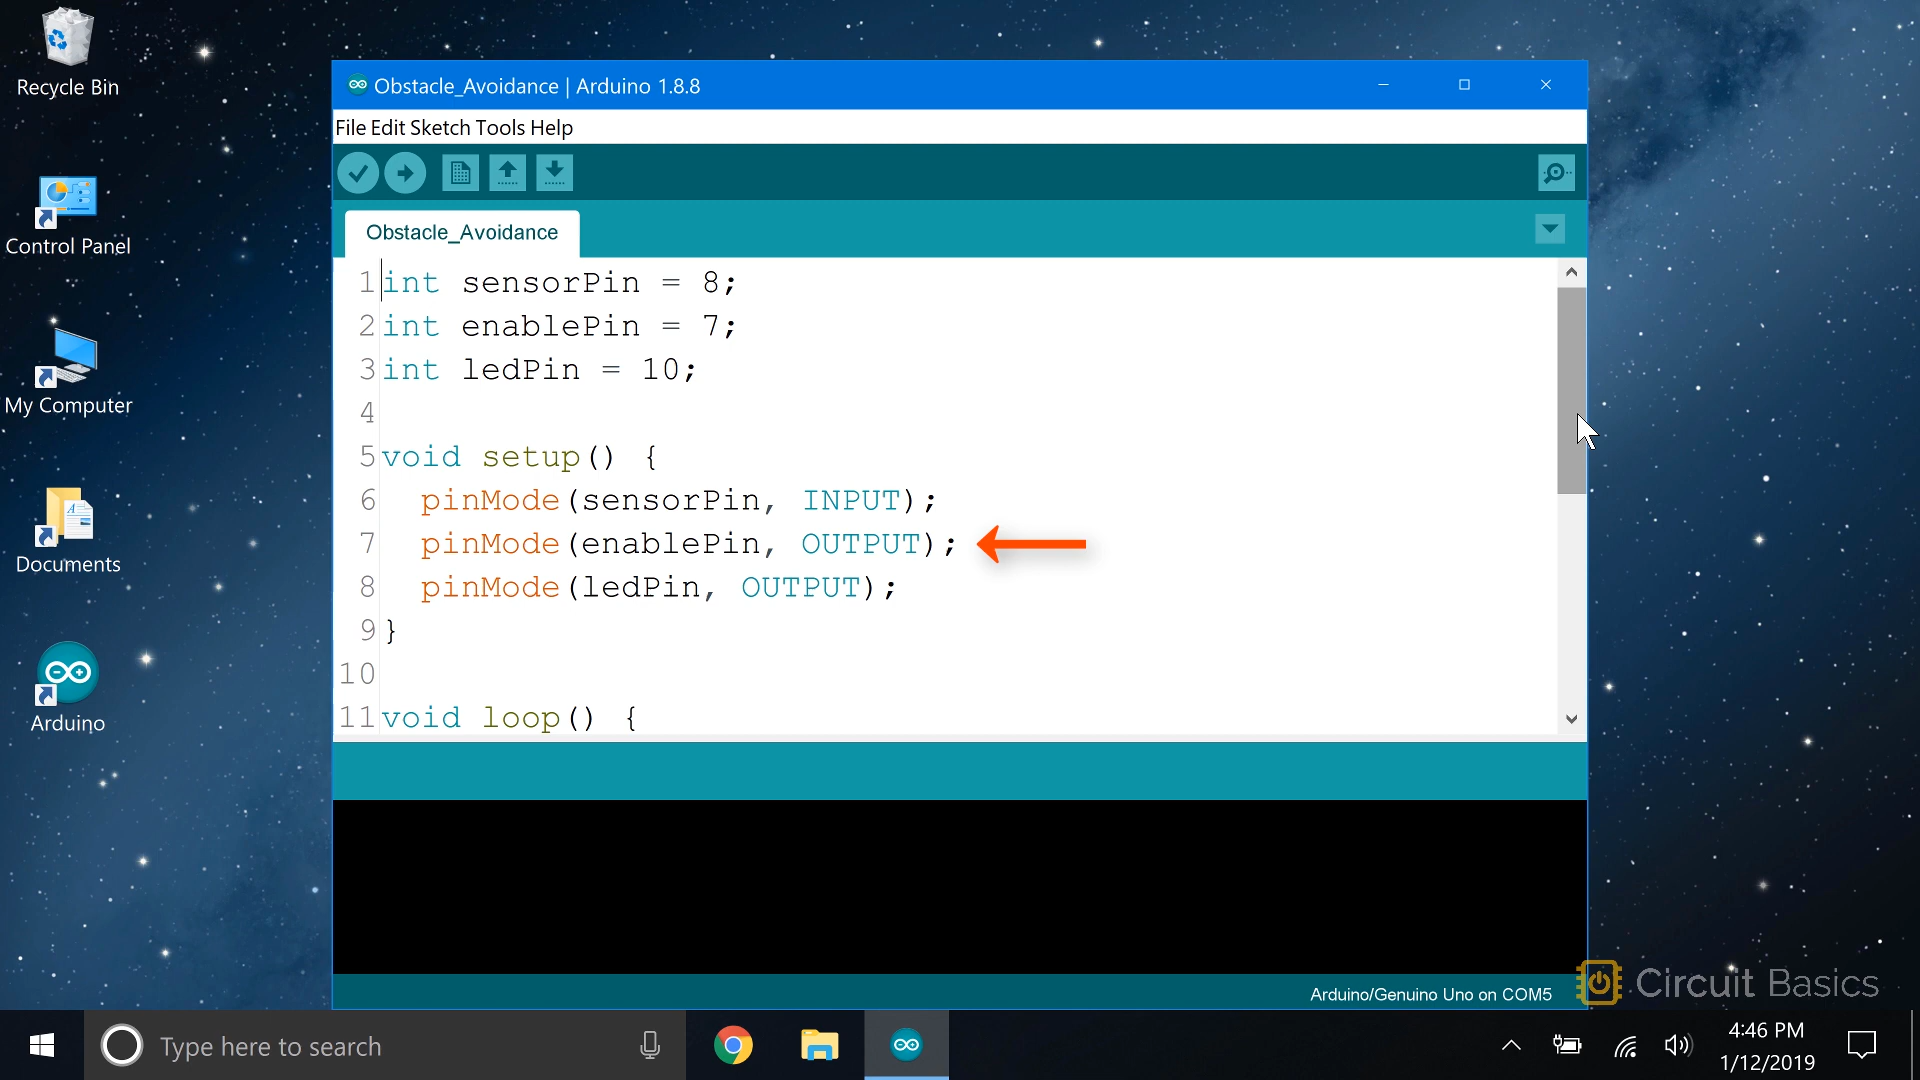 Recycle Bin
Control Panel
My Computer
Documents
Arduino
Obstacle_Avoidance | Arduino 1.8.8
File Edit Sketch Tools Help
Obstacle_Avoidance
1 int sensorPin = 8;
2 int enablePin = 7;
3 int ledPin = 10;
4
5 void setup() {
6   pinMode(sensorPin, INPUT);
7   pinMode(enablePin, OUTPUT);
8   pinMode(ledPin, OUTPUT);
9 }
10
11 void loop() {
Arduino/Genuino Uno on COM5
Circuit Basics
Type here to search
4:46 PM
1/12/2019